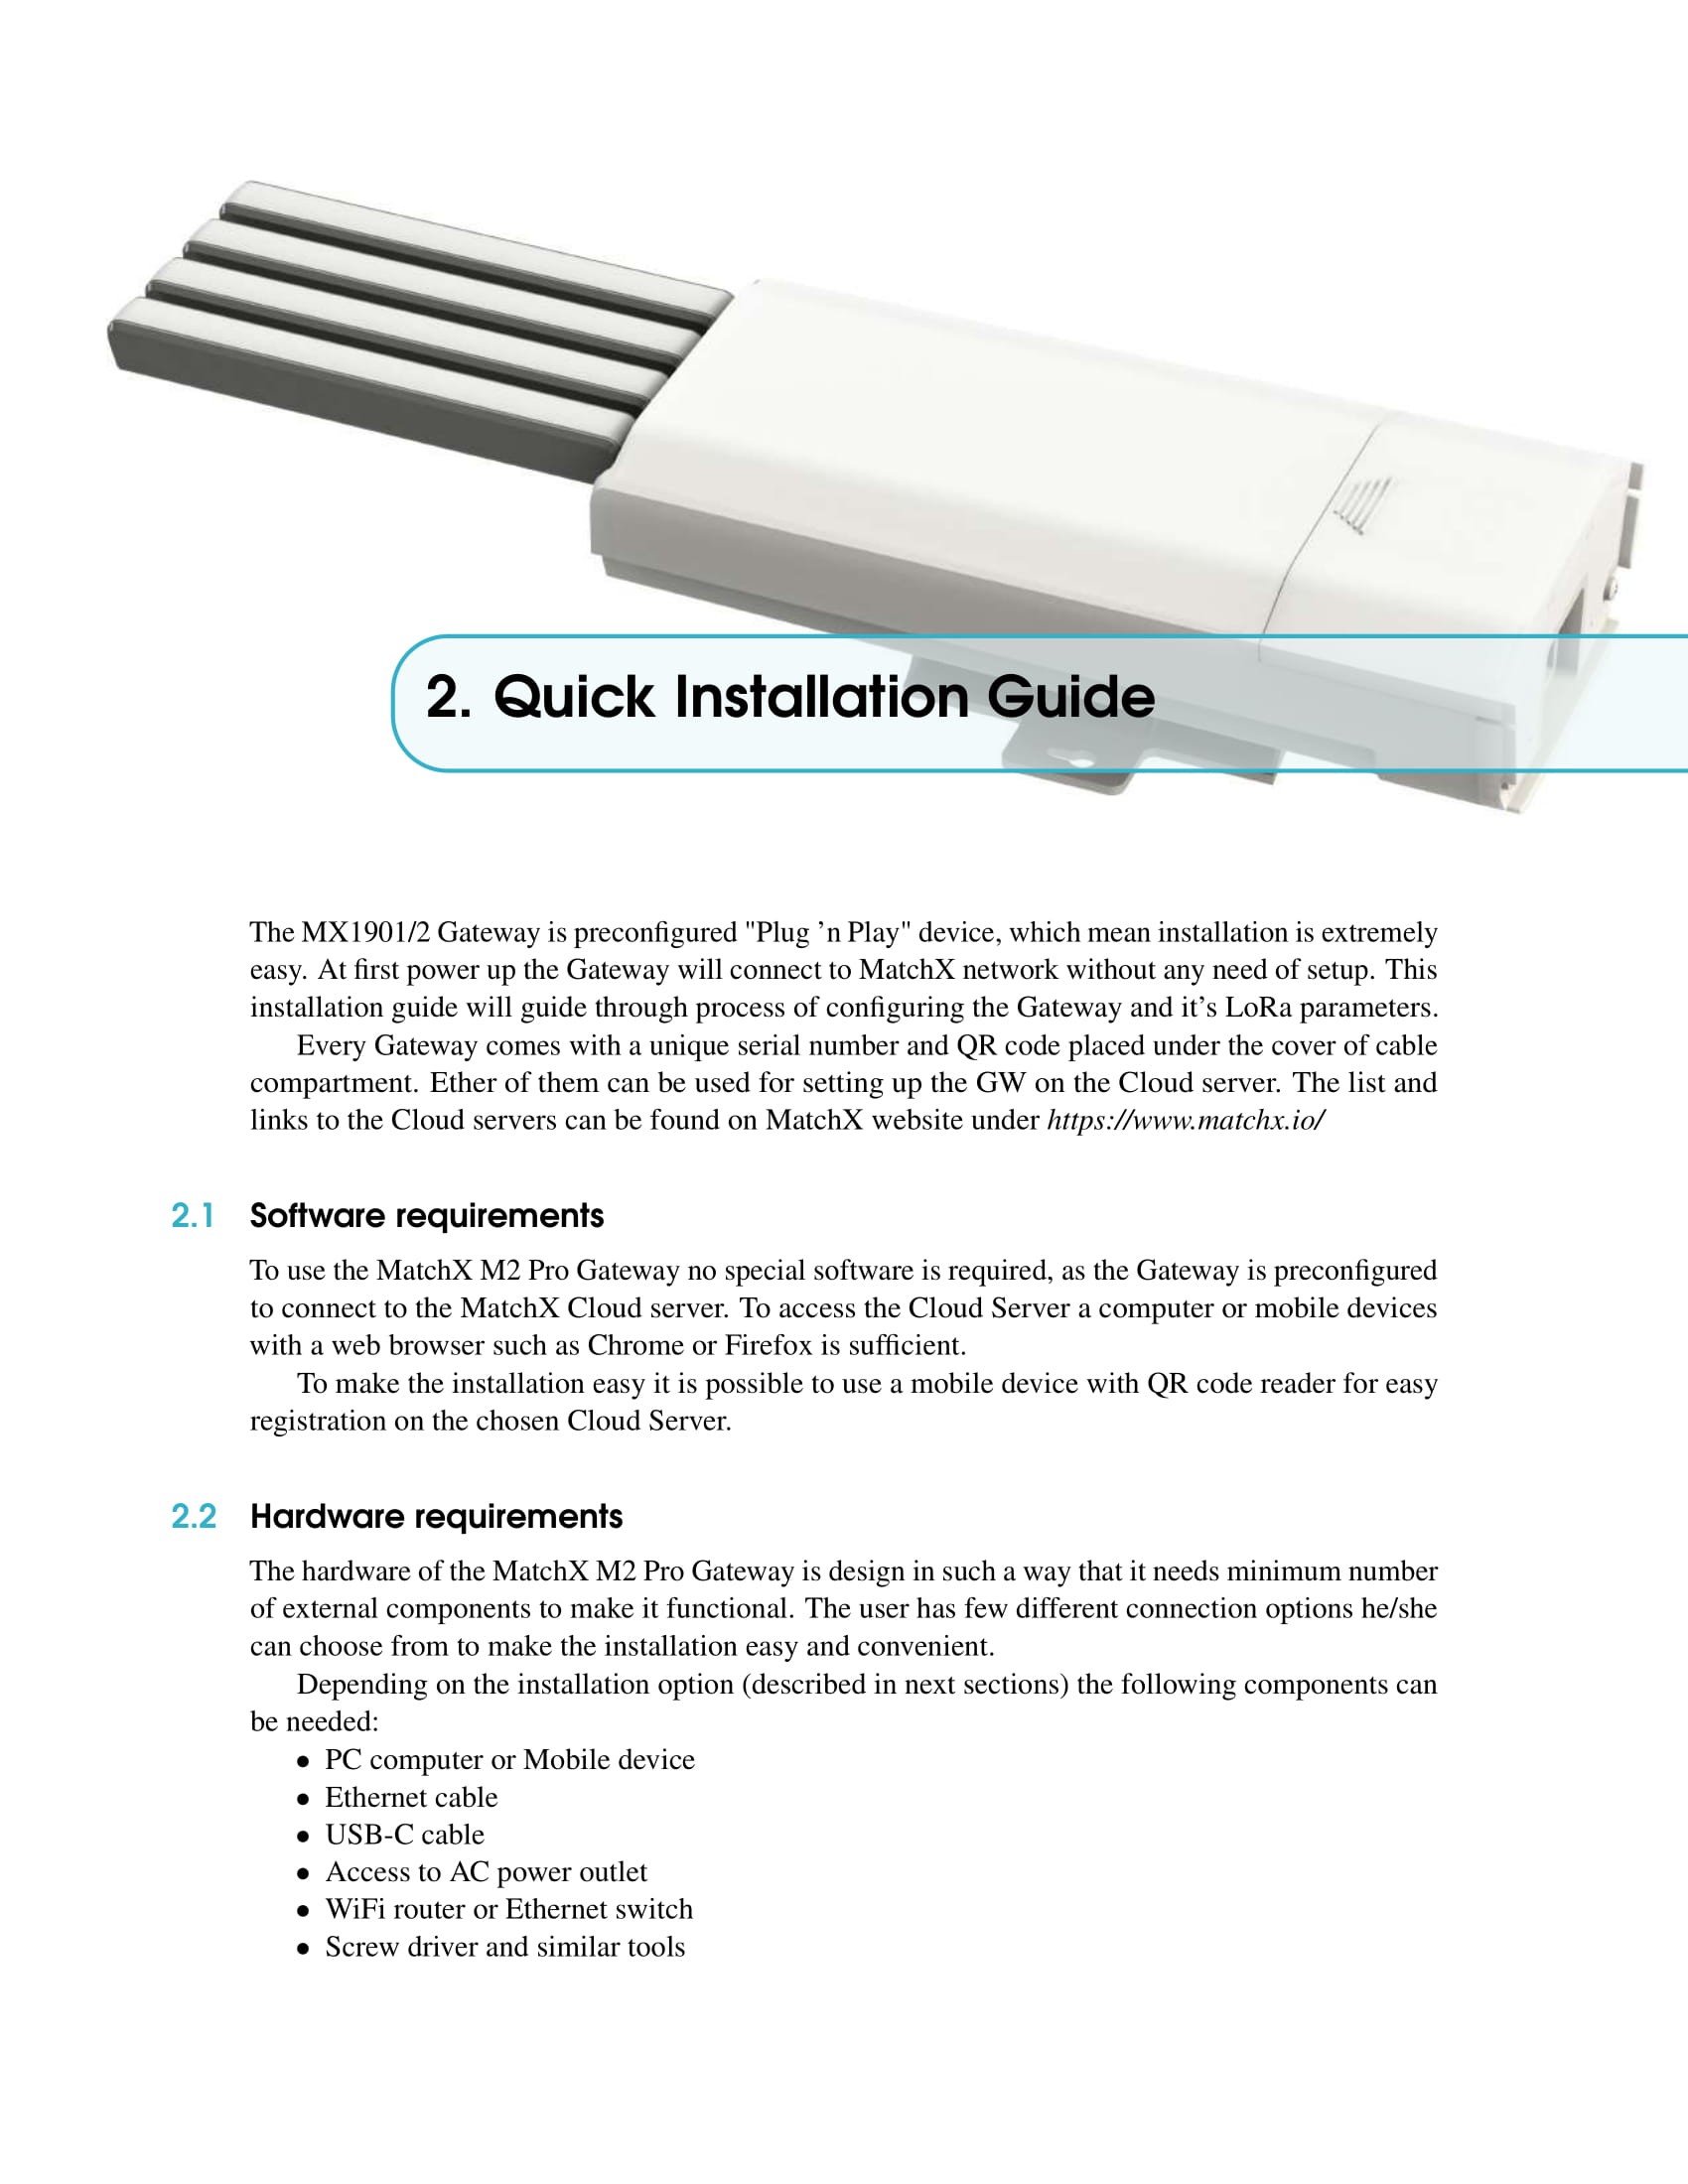 2. Quick Installation Guide
The MX1901/2 Gateway is preconfigured "Plug ’n Play" device, which mean installation is extremely
easy. At first power up the Gateway will connect to MatchX network without any need of setup. This
installation guide will guide through process of configuring the Gateway and it’s LoRa parameters.
Every Gateway comes with a unique serial number and QR code placed under the cover of cable
compartment. Ether of them can be used for setting up the GW on the Cloud server. The list and
links to the Cloud servers can be found on MatchX website under https://www.matchx.io/
2.1 Software requirements
To use the MatchX M2 Pro Gateway no special software is required, as the Gateway is preconfigured
to connect to the MatchX Cloud server. To access the Cloud Server a computer or mobile devices
with a web browser such as Chrome or Firefox is sufficient.
To make the installation easy it is possible to use a mobile device with QR code reader for easy
registration on the chosen Cloud Server.
2.2 Hardware requirements
The hardware of the MatchX M2 Pro Gateway is design in such a way that it needs minimum number
of external components to make it functional. The user has few different connection options he/she
can choose from to make the installation easy and convenient.
Depending on the installation option (described in next sections) the following components can
be needed:
• PC computer or Mobile device
• Ethernet cable
• USB-C cable
• Access to AC power outlet
• WiFi router or Ethernet switch
• Screw driver and similar tools